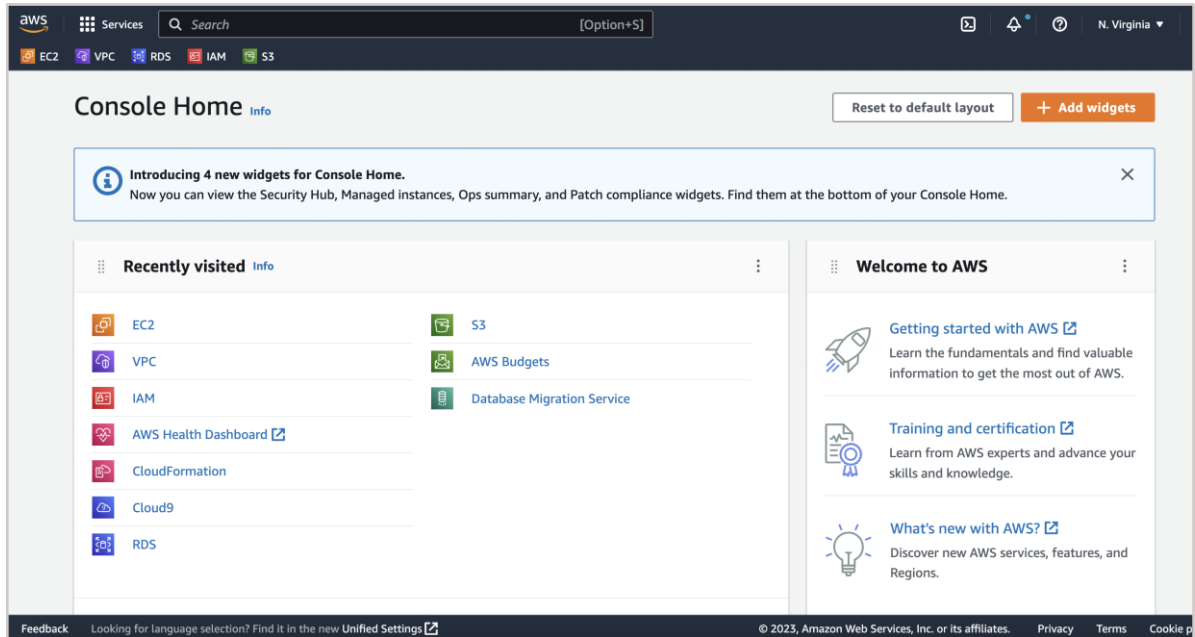 aws Services Search [Option+S] N. Virginia
EC2 VPC RDS IAM S3
Console Home Info
Reset to default layout
Add widgets
Introducing 4 new widgets for Console Home.
Now you can view the Security Hub, Managed instances, Ops summary, and Patch compliance widgets. Find them at the bottom of your Console Home.
Recently visited Info
EC2
VPC
IAM
AWS Health Dashboard
CloudFormation
Cloud9
RDS
S3
AWS Budgets
Database Migration Service
Welcome to AWS
Getting started with AWS
Learn the fundamentals and find valuable
information to get the most out of AWS.
Training and certification
Learn from AWS experts and advance your
skills and knowledge.
What's new with AWS?
Discover new AWS services, features, and
Regions.
Feedback Looking for language selection? Find it in the new Unified Settings © 2023, Amazon Web Services, Inc. or its affiliates. Privacy Terms Cookie p